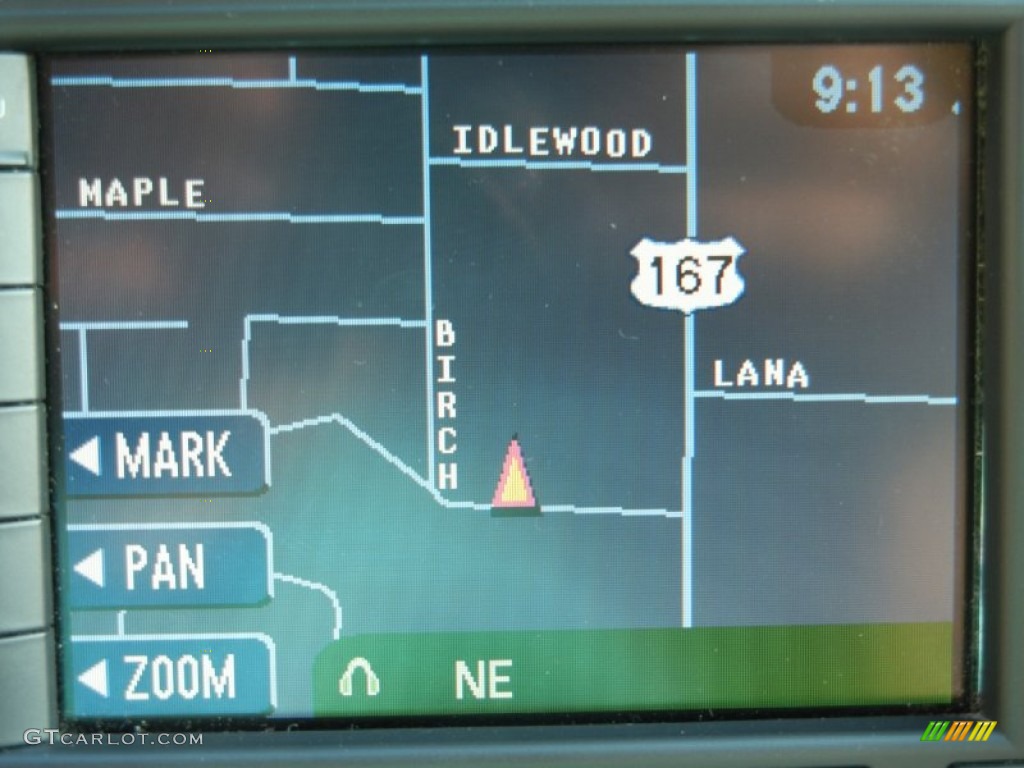 9:13
IDLEWOOD
MAPLE
167
BIRCH
LANA
MARK
PAN
ZOOM
NE
GTCARLOT.COM